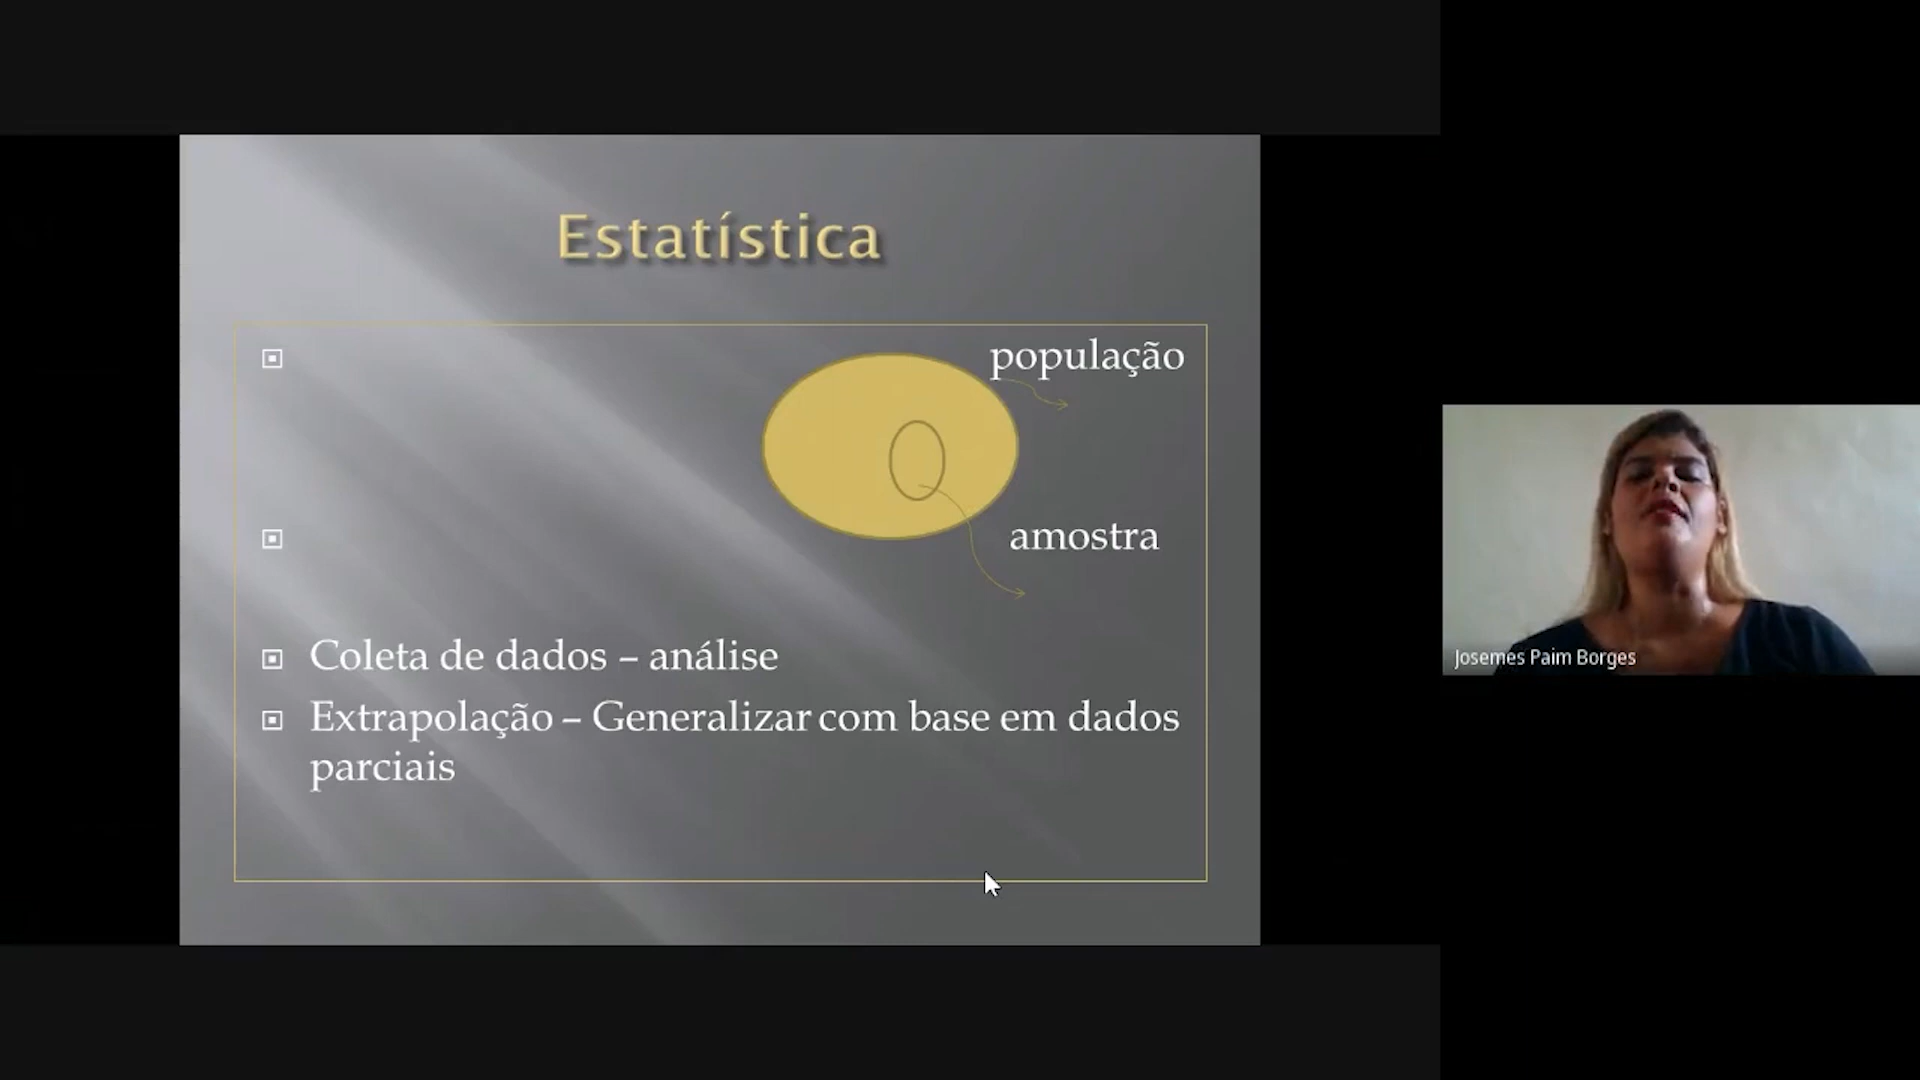 Estatística
população
amostra
Coleta de dados – análise
Extrapolação – Generalizar com base em dados
parciais
Josemes Paim Borges